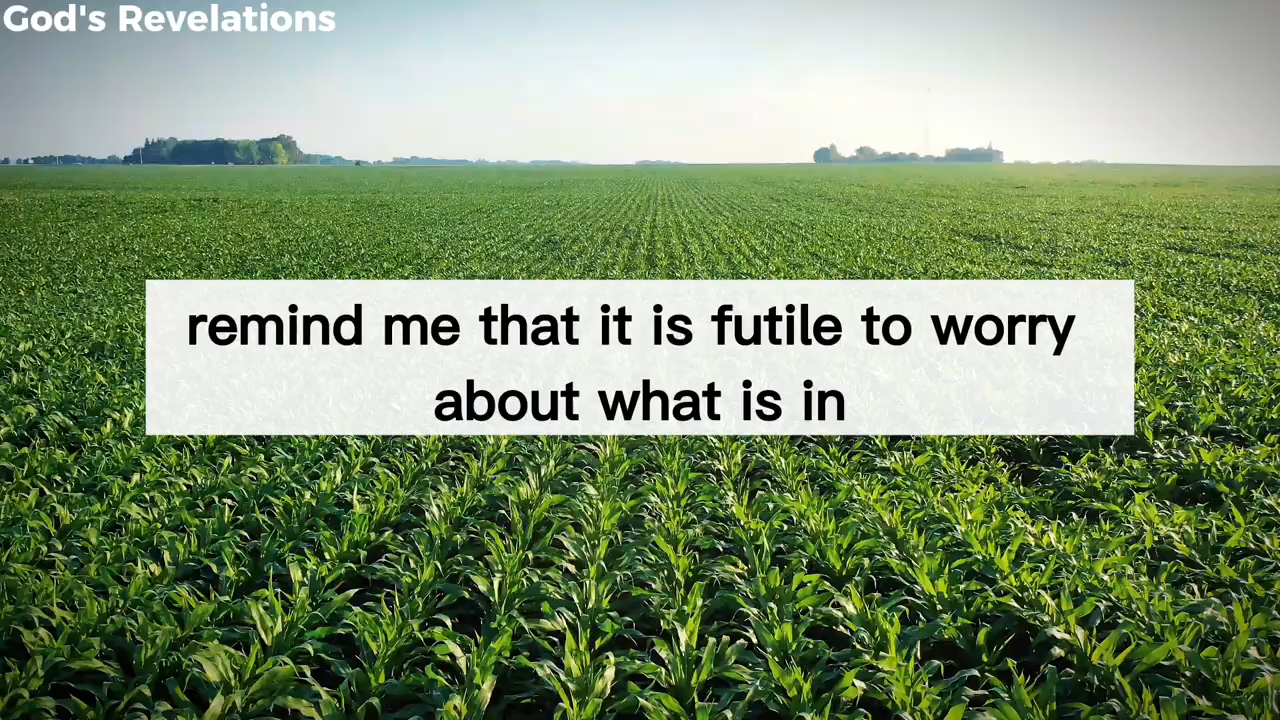 God's Revelations
remind me that it is futile to worry
about what is in